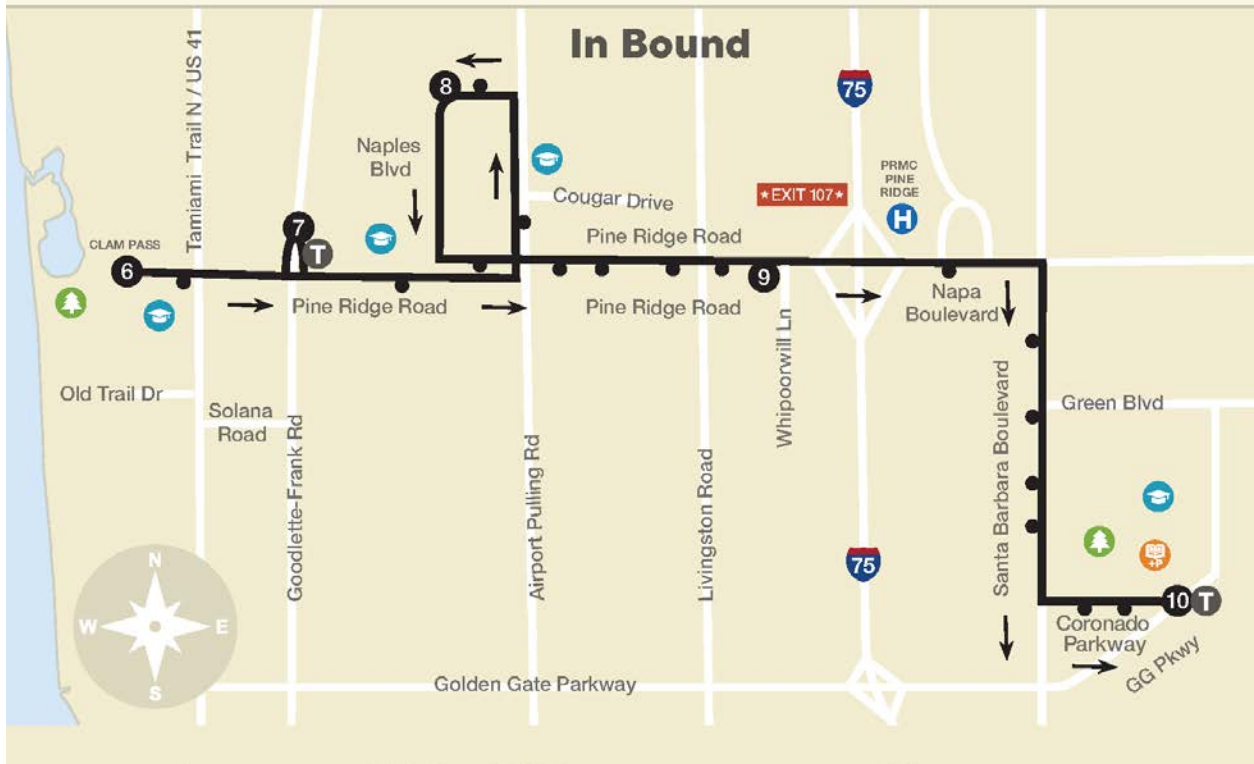 In Bound
Tamiami Trail N / US 41
8
75
Naples
Blvd
PRMC
PINE
RIDGE
H
★EXIT 107★
Cougar Drive
7
T
CLAM PASS
6
Pine Ridge Road
9
Pine Ridge Road
Pine Ridge Road
Napa
Boulevard
Whipoorwill Ln
Old Trail Dr
Solana
Road
Goodlette-Frank Rd
Airport Pulling Rd
Livingston Road
Santa Barbara Boulevard
Green Blvd
75
+P
N
W
E
S
10
T
Coronado
Parkway
GG Pkwy
Golden Gate Parkway